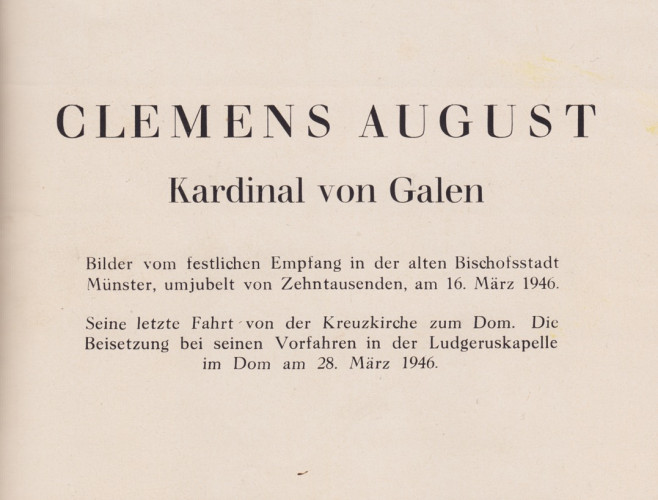 CLEMENS AUGUST
Kardinal von Galen
Bilder vom festlichen Empfang in der alten Bischofsstadt
Münster, umjubelt von Zehntausenden, am 16. März 1946.
Seine letzte Fahrt von der Kreuzkirche zum Dom. Die
Beisetzung bei seinen Vorfahren in der Ludgeruskapelle
im Dom am 28. März 1946.